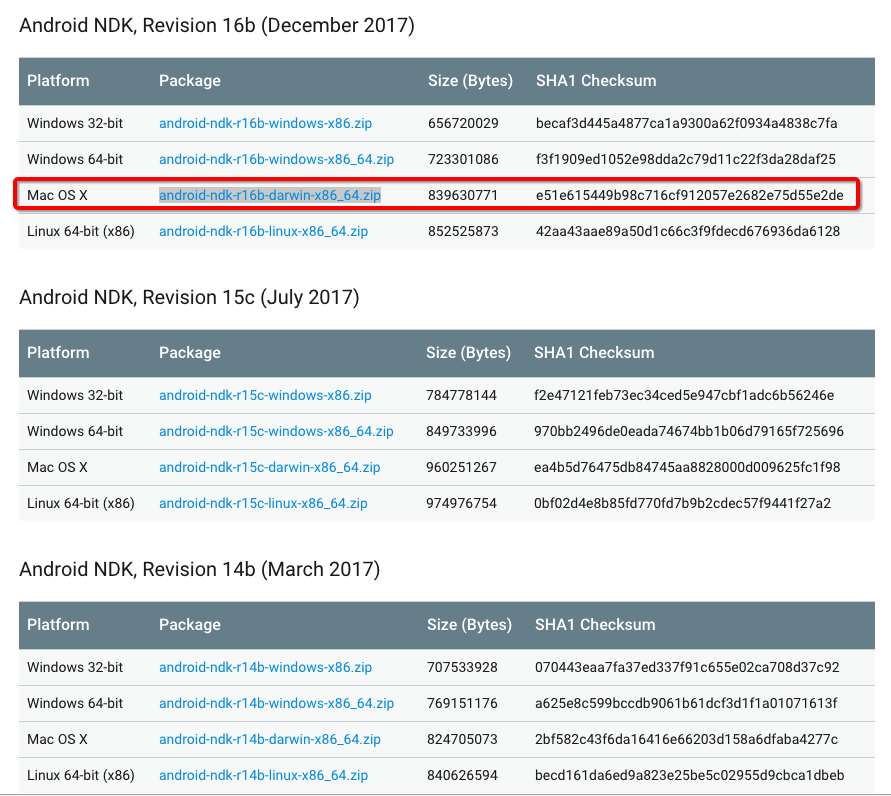 Android NDK, Revision 16b (December 2017)
Platform Package Size (Bytes) SHA1 Checksum
Windows 32-bit android-ndk-r16b-windows-x86.zip 656720029 becaf3d445a4877ca1a9300a62f0934a4838c7fa
Windows 64-bit android-ndk-r16b-windows-x86_64.zip 723301086 f3f1909ed1052e98dda2c79d11c22f3da28daf25
Mac OS X android-ndk-r16b-darwin-x86_64.zip 839630771 e51e615449b98c716cf912057e2682e75d55e2de
Linux 64-bit (x86) android-ndk-r16b-linux-x86_64.zip 852525873 42aa43aae89a50d1c66c3f9fdecd676936da6128
Android NDK, Revision 15c (July 2017)
Platform Package Size (Bytes) SHA1 Checksum
Windows 32-bit android-ndk-r15c-windows-x86.zip 784778144 f2e47121feb73ec34ced5e947cbf1adc6b56246e
Windows 64-bit android-ndk-r15c-windows-x86_64.zip 849733996 970bb2496de0eada74674bb1b06d79165f725696
Mac OS X android-ndk-r15c-darwin-x86_64.zip 960251267 ea4b5d76475db84745aa8828000d009625fc1f98
Linux 64-bit (x86) android-ndk-r15c-linux-x86_64.zip 974976754 0bf02d4e8b85fd770fd7b9b2cdec57f9441f27a2
Android NDK, Revision 14b (March 2017)
Platform Package Size (Bytes) SHA1 Checksum
Windows 32-bit android-ndk-r14b-windows-x86.zip 707533928 070443eaa7fa37ed337f91c655e02ca708d37c92
Windows 64-bit android-ndk-r14b-windows-x86_64.zip 769151176 a625e8c599bccdb9061b61dcf3d1f1a01071613f
Mac OS X android-ndk-r14b-darwin-x86_64.zip 824705073 2bf582c43f6da16416e66203d158a6dfaba4277c
Linux 64-bit (x86) android-ndk-r14b-linux-x86_64.zip 840626594 becd161da6ed9a823e25be5c02955d9cbca1dbeb